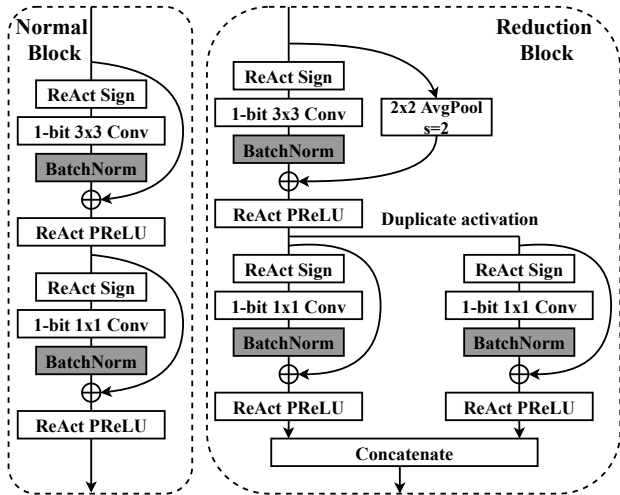 Normal
Block
ReAct Sign
1-bit 3x3 Conv
BatchNorm
ReAct PReLU
ReAct Sign
1-bit 1x1 Conv
BatchNorm
ReAct PReLU
Reduction
Block
ReAct Sign
1-bit 3x3 Conv
BatchNorm
2x2 AvgPool
s=2
ReAct PReLU
Duplicate activation
ReAct Sign
1-bit 1x1 Conv
BatchNorm
ReAct PReLU
ReAct Sign
1-bit 1x1 Conv
BatchNorm
ReAct PReLU
Concatenate